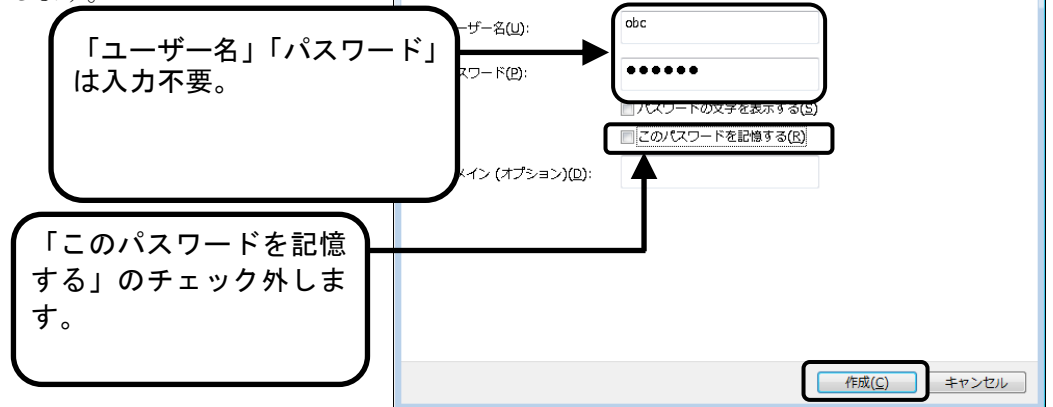 ます。
ーザー名(U):
obc
「ユーザー名」「パスワード」
は入力不要。
スワード(P):
●●●●●●
パスワードの文字を表示する(S)
このパスワードを記憶する(R)
メイン (オプション)(D):
「このパスワードを記憶
する」のチェック外しま
す。
作成(C)
キャンセル